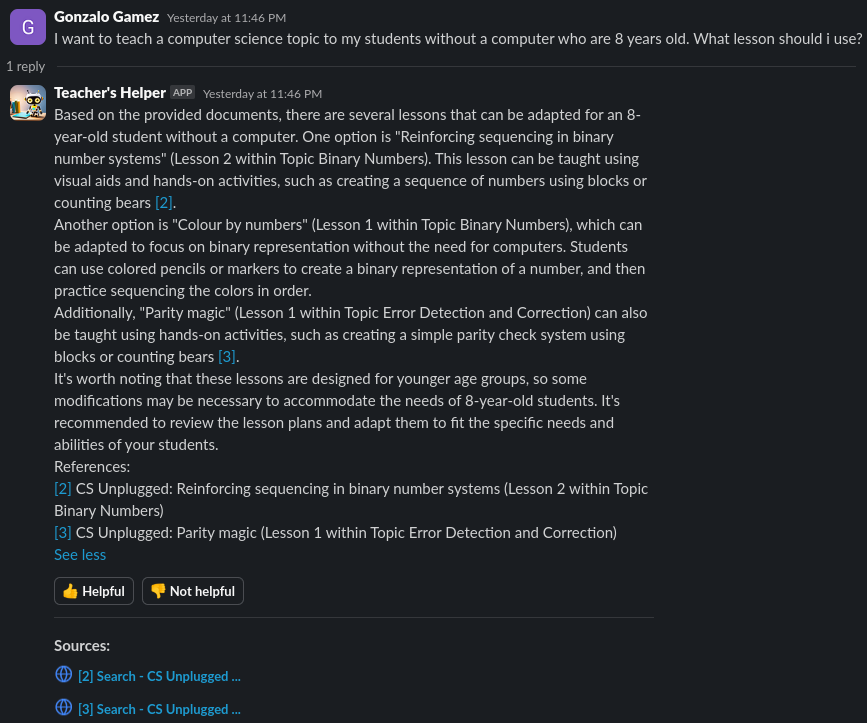 G
Gonzalo Gamez Yesterday at 11:46 PM
I want to teach a computer science topic to my students without a computer who are 8 years old. What lesson should i use?
1 reply
Teacher's Helper APP Yesterday at 11:46 PM
Based on the provided documents, there are several lessons that can be adapted for an 8-
year-old student without a computer. One option is "Reinforcing sequencing in binary
number systems" (Lesson 2 within Topic Binary Numbers). This lesson can be taught using
visual aids and hands-on activities, such as creating a sequence of numbers using blocks or
counting bears [2].
Another option is "Colour by numbers" (Lesson 1 within Topic Binary Numbers), which can
be adapted to focus on binary representation without the need for computers. Students
can use colored pencils or markers to create a binary representation of a number, and then
practice sequencing the colors in order.
Additionally, "Parity magic" (Lesson 1 within Topic Error Detection and Correction) can also
be taught using hands-on activities, such as creating a simple parity check system using
blocks or counting bears [3].
It's worth noting that these lessons are designed for younger age groups, so some
modifications may be necessary to accommodate the needs of 8-year-old students. It's
recommended to review the lesson plans and adapt them to fit the specific needs and
abilities of your students.
References:
[2] CS Unplugged: Reinforcing sequencing in binary number systems (Lesson 2 within Topic
Binary Numbers)
[3] CS Unplugged: Parity magic (Lesson 1 within Topic Error Detection and Correction)
See less
👍 Helpful 👎 Not helpful
Sources:
[2] Search - CS Unplugged ...
[3] Search - CS Unplugged ...